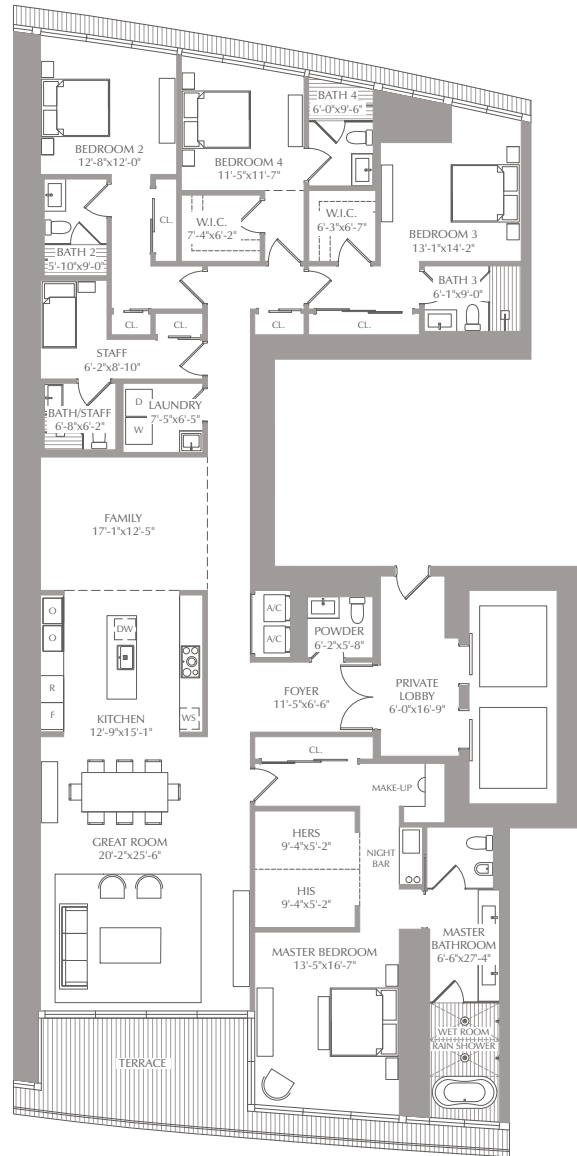 BATH 4
6'-0"x9'-6"
BEDROOM 2
12'-8"x12'-0"
BEDROOM 4
11'-5"x11'-7"
CL.
W.I.C.
7'-4"x6'-2"
W.I.C.
6'-3"x6'-7"
BEDROOM 3
13'-1"x14'-2"
BATH 2
5'-10"x9'-0"
BATH 3
6'-1"x9'-0"
CL.
CL.
CL.
CL.
STAFF
6'-2"x8'-10"
BATH/STAFF
6'-8"x6'-2"
D
W
LAUNDRY
7'-5"x6'-5"
FAMILY
17'-1"x12'-5"
O
O
DW
A/C
A/C
POWDER
6'-2"x5'-8"
R
F
KITCHEN
12'-9"x15'-1"
WS
FOYER
11'-5"x6'-6"
PRIVATE
LOBBY
6'-0"x16'-9"
CL.
MAKE-UP
GREAT ROOM
20'-2"x25'-6"
HERS
9'-4"x5'-2"
NIGHT
BAR
HIS
9'-4"x5'-2"
MASTER BEDROOM
13'-5"x16'-7"
MASTER
BATHROOM
6'-6"x27'-4"
WET ROOM
RAIN SHOWER
TERRACE